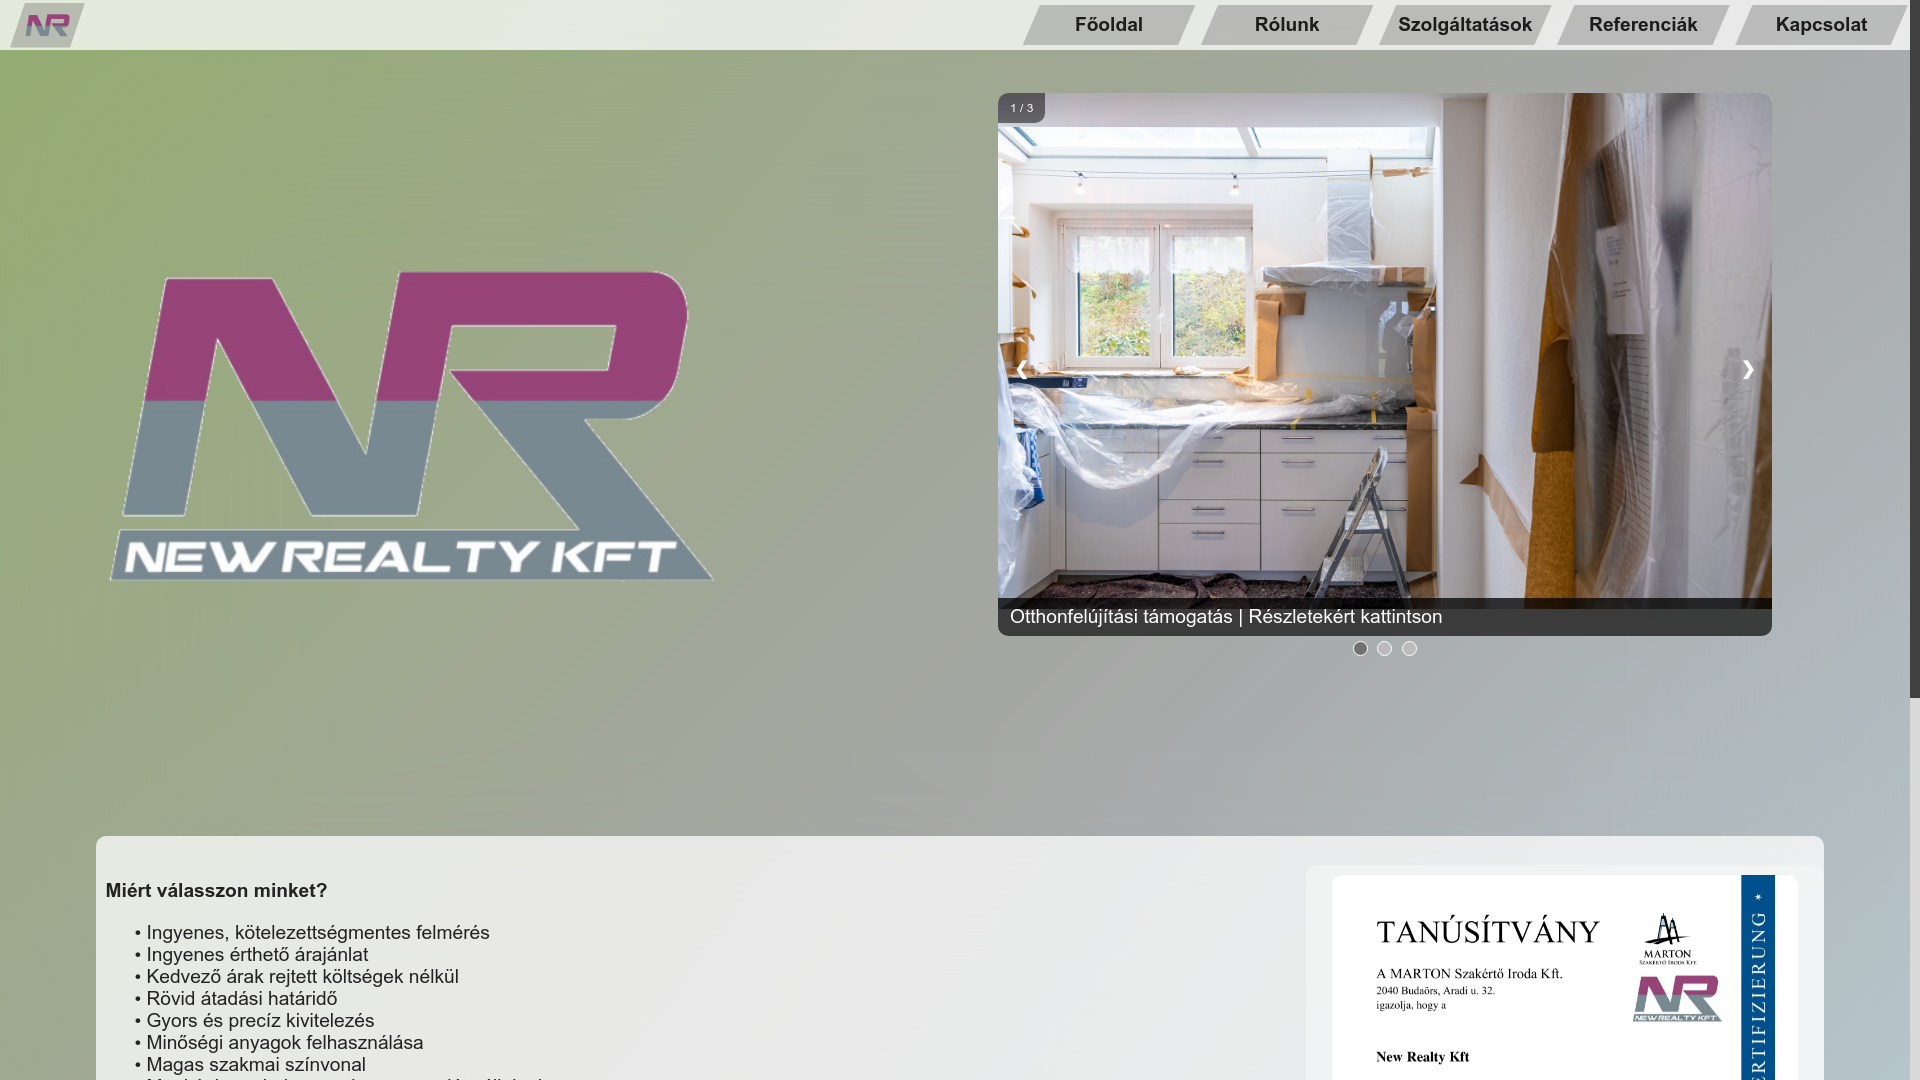 NR
Főoldal
Rólunk
Szolgáltatások
Referenciák
Kapcsolat
1 / 3
❮
❯
NR
NEW REALTY KFT
Otthonfelújítási támogatás | Részletekért kattintson
Miért válasszon minket?
• Ingyenes, kötelezettségmentes felmérés
• Ingyenes érthető árajánlat
• Kedvező árak rejtett költségek nélkül
• Rövid átadási határidő
• Gyors és precíz kivitelezés
• Minőségi anyagok felhasználása
• Magas szakmai színvonal
TANÚSÍTVÁNY
MARTON
SZAKÉRTŐ IRODA KFT
A MARTON Szakértő Iroda Kft.
2040 Budaörs, Aradi u. 32.
igazolja, hogy a
NR
NEW REALTY KFT
New Realty Kft
ERTIFIZIERUNG *